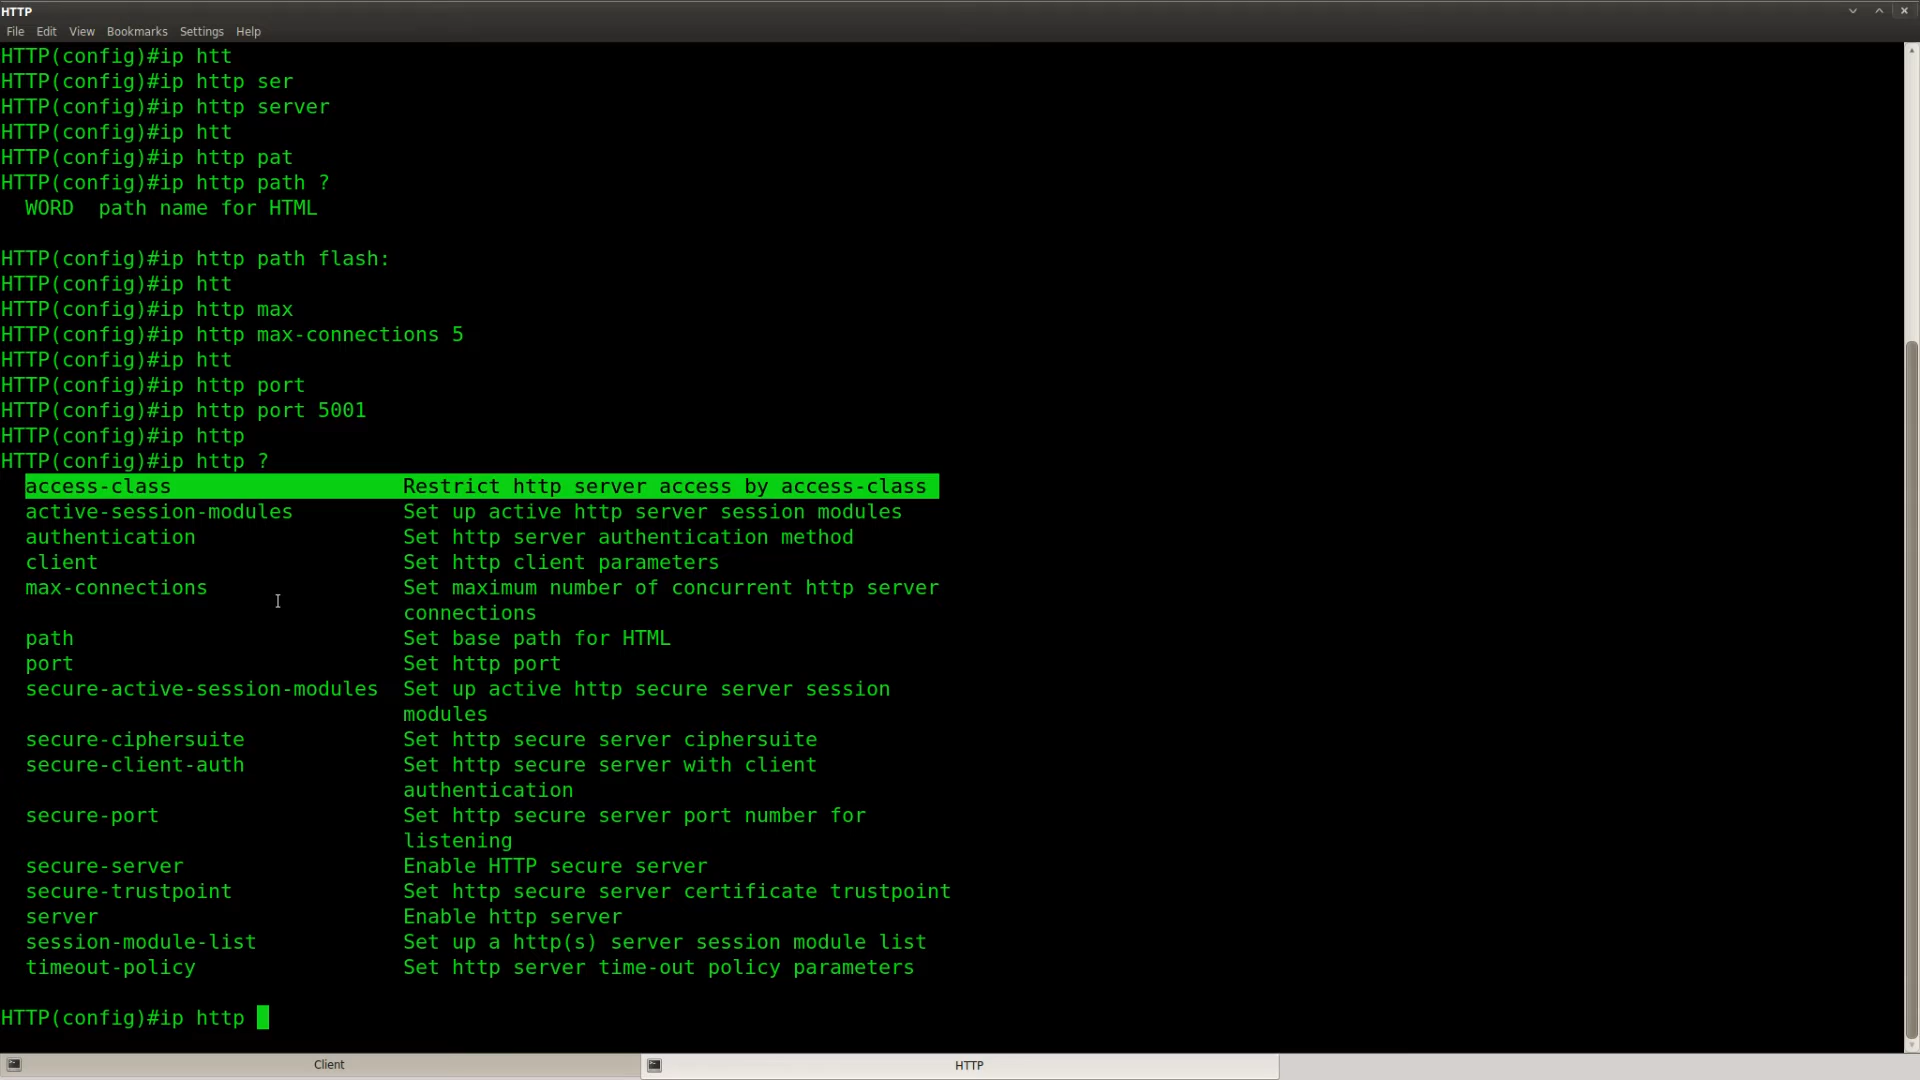 HTTP
File Edit View Bookmarks Settings Help
HTTP(config)#ip htt
HTTP(config)#ip http ser
HTTP(config)#ip http server
HTTP(config)#ip htt
HTTP(config)#ip http pat
HTTP(config)#ip http path ?
WORD  path name for HTML
HTTP(config)#ip http path flash:
HTTP(config)#ip htt
HTTP(config)#ip http max
HTTP(config)#ip http max-connections 5
HTTP(config)#ip htt
HTTP(config)#ip http port
HTTP(config)#ip http port 5001
HTTP(config)#ip http
HTTP(config)#ip http ?
access-class                   Restrict http server access by access-class
active-session-modules         Set up active http server session modules
authentication                 Set http server authentication method
client                         Set http client parameters
max-connections                Set maximum number of concurrent http server
connections
path                           Set base path for HTML
port                           Set http port
secure-active-session-modules  Set up active http secure server session
modules
secure-ciphersuite             Set http secure server ciphersuite
secure-client-auth             Set http secure server with client
authentication
secure-port                    Set http secure server port number for
listening
secure-server                  Enable HTTP secure server
secure-trustpoint              Set http secure server certificate trustpoint
server                         Enable http server
session-module-list            Set up a http(s) server session module list
timeout-policy                 Set http server time-out policy parameters
HTTP(config)#ip http
Client HTTP